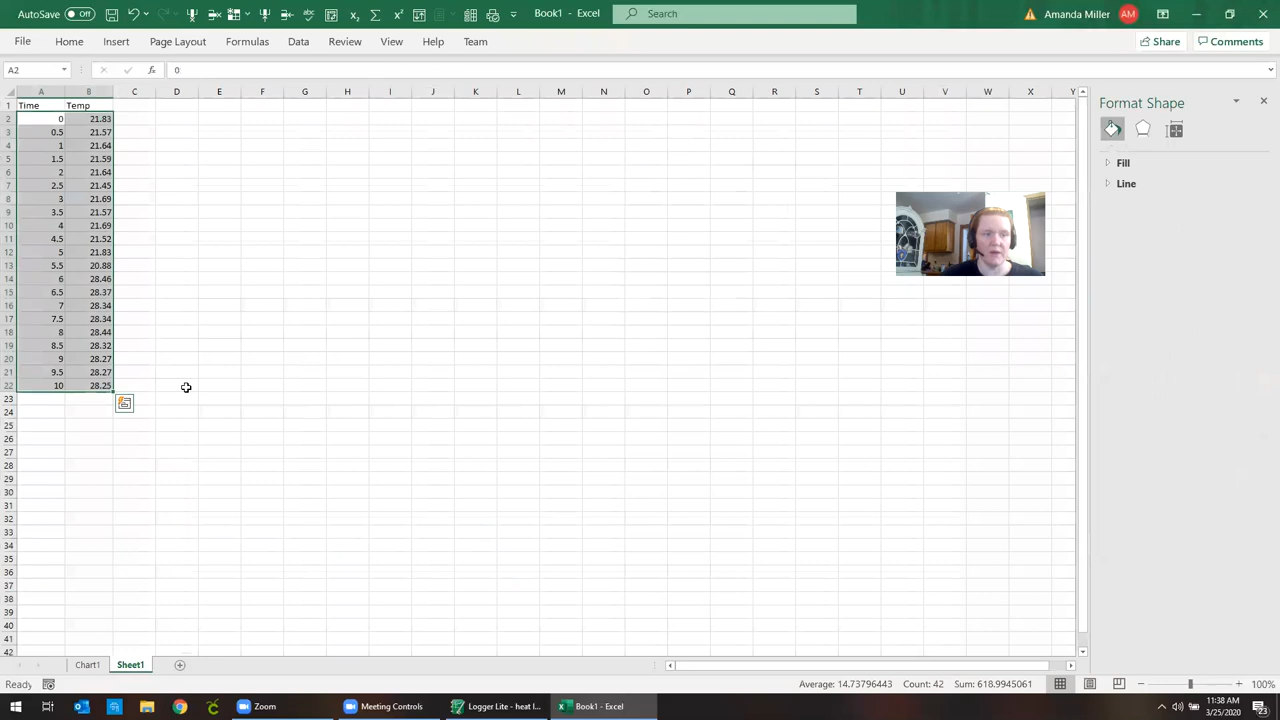 AutoSave Off Book1 - Excel Search Amanda Miller AM
File Home Insert Page Layout Formulas Data Review View Help Team Share Comments
A2 fx 0
A B C D E F G H I J K L M N O P Q R S T U V W X Y
1 Time Temp
2 0 21.83
3 0.5 21.57
4 1 21.64
5 1.5 21.59
6 2 21.64
7 2.5 21.45
8 3 21.69
9 3.5 21.57
10 4 21.69
11 4.5 21.52
12 5 21.83
13 5.5 20.88
14 6 28.46
15 6.5 28.37
16 7 28.34
17 7.5 28.34
18 8 28.44
19 8.5 28.32
20 9 28.27
21 9.5 28.27
22 10 28.25
23
24
25
26
27
28
29
30
31
32
33
34
35
36
37
38
39
40
41
42
Format Shape
Fill
Line
Chart1 Sheet1
Ready Average: 14.73796443 Count: 42 Sum: 618.9945061 100%
Zoom Meeting Controls Logger Lite - heat l... Book1 - Excel
11:38 AM
3/25/2020
23